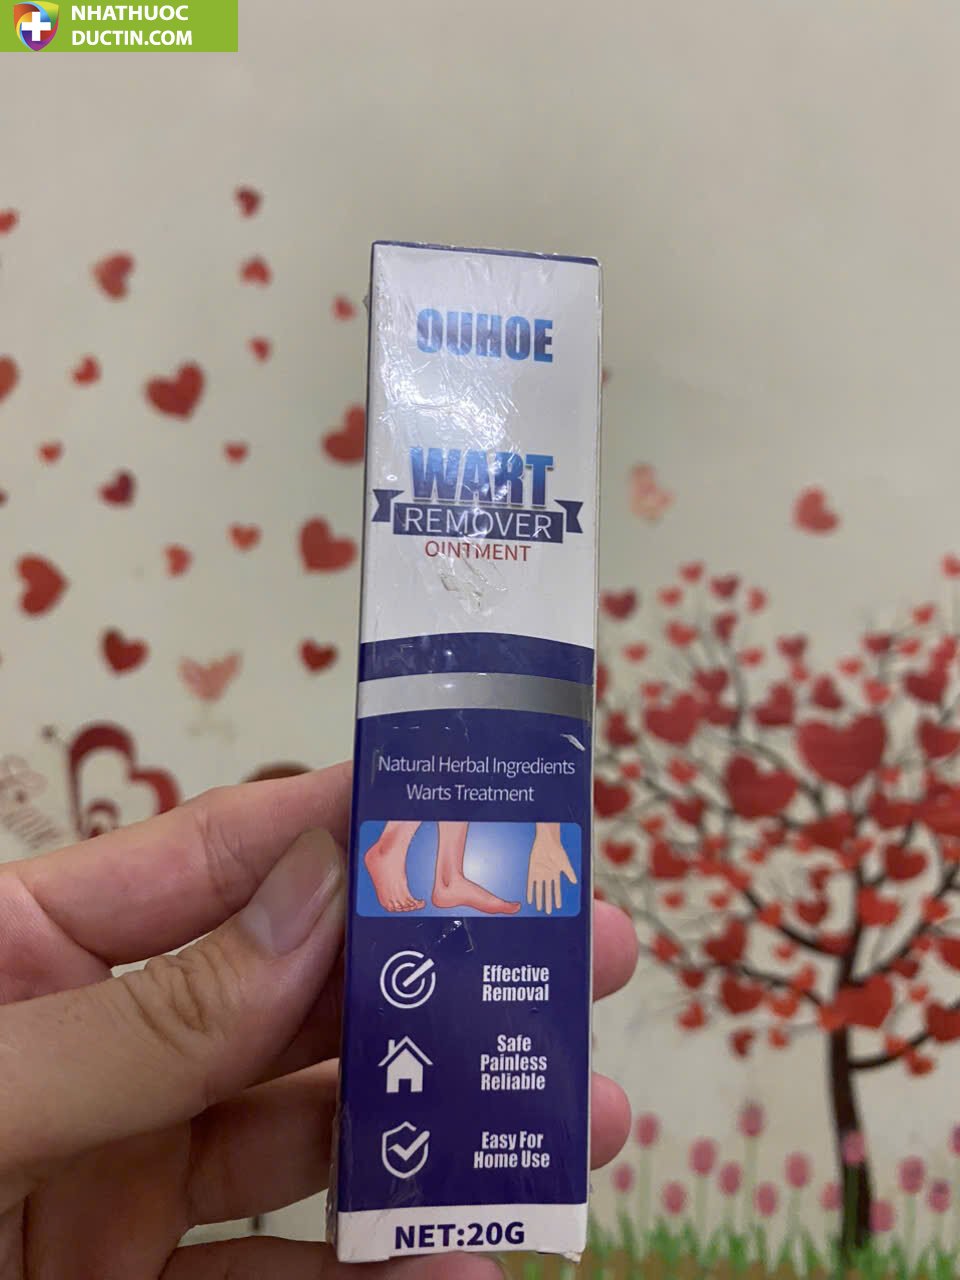 NHATHUOC
DUCTIN.COM
OUHOE
WART
REMOVER
OINTMENT
Natural Herbal Ingredients
Warts Treatment
Effective
Removal
Safe
Painless
Reliable
Easy For
Home Use
NET:20G